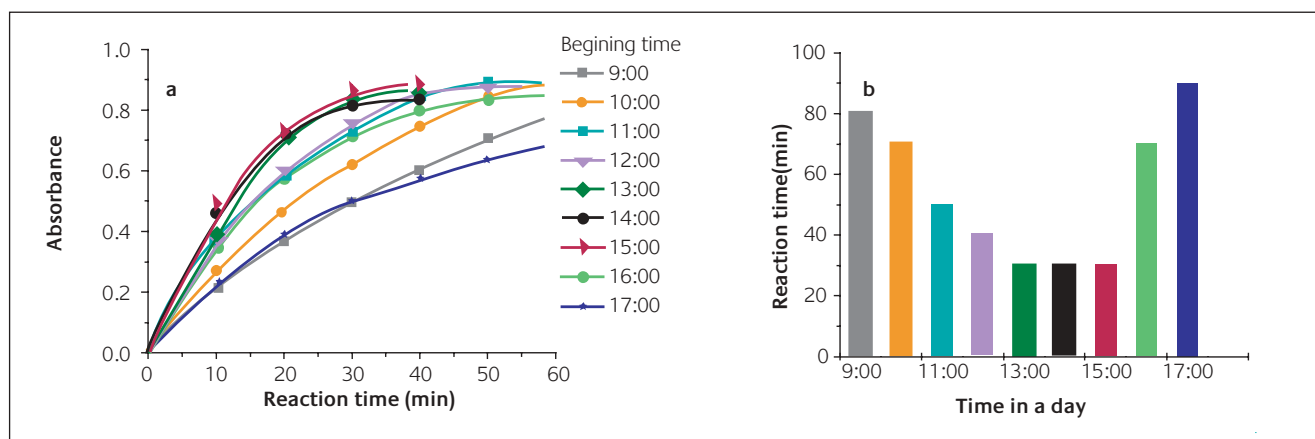 a
Absorbance
1.0
0.8
0.6
0.4
0.2
0.0
0 10 20 30 40 50 60
Reaction time (min)
Begining time
9:00
10:00
11:00
12:00
13:00
14:00
15:00
16:00
17:00
b
Reaction time(min)
100
80
60
40
20
0
9:00 11:00 13:00 15:00 17:00
Time in a day